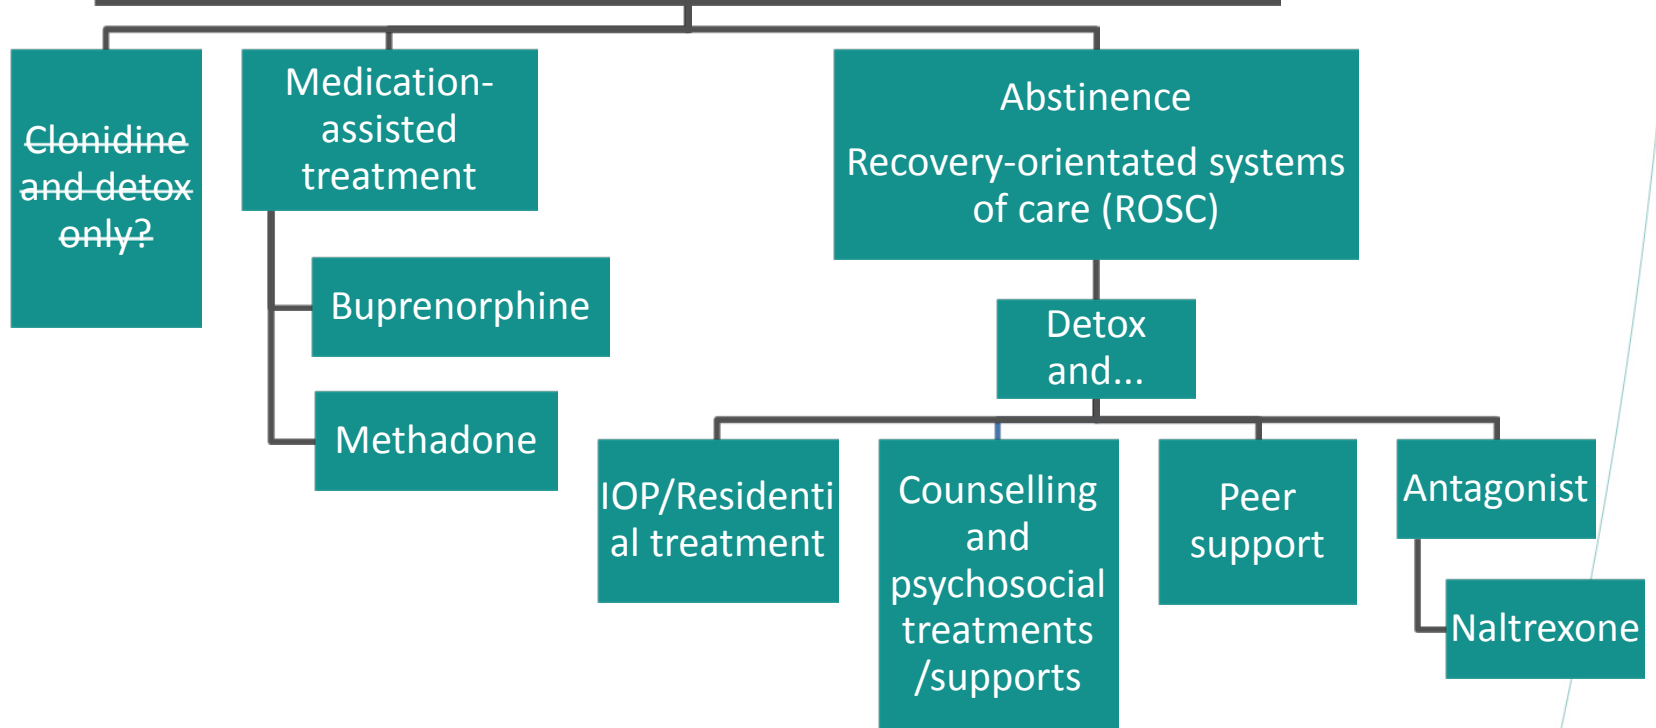 Clonidine
and detox
only?
Medication-
assisted
treatment
Buprenorphine
Methadone
Abstinence
Recovery-orientated systems
of care (ROSC)
Detox
and...
IOP/Residenti
al treatment
Counselling
and
psychosocial
treatments
/supports
Peer
support
Antagonist
Naltrexone